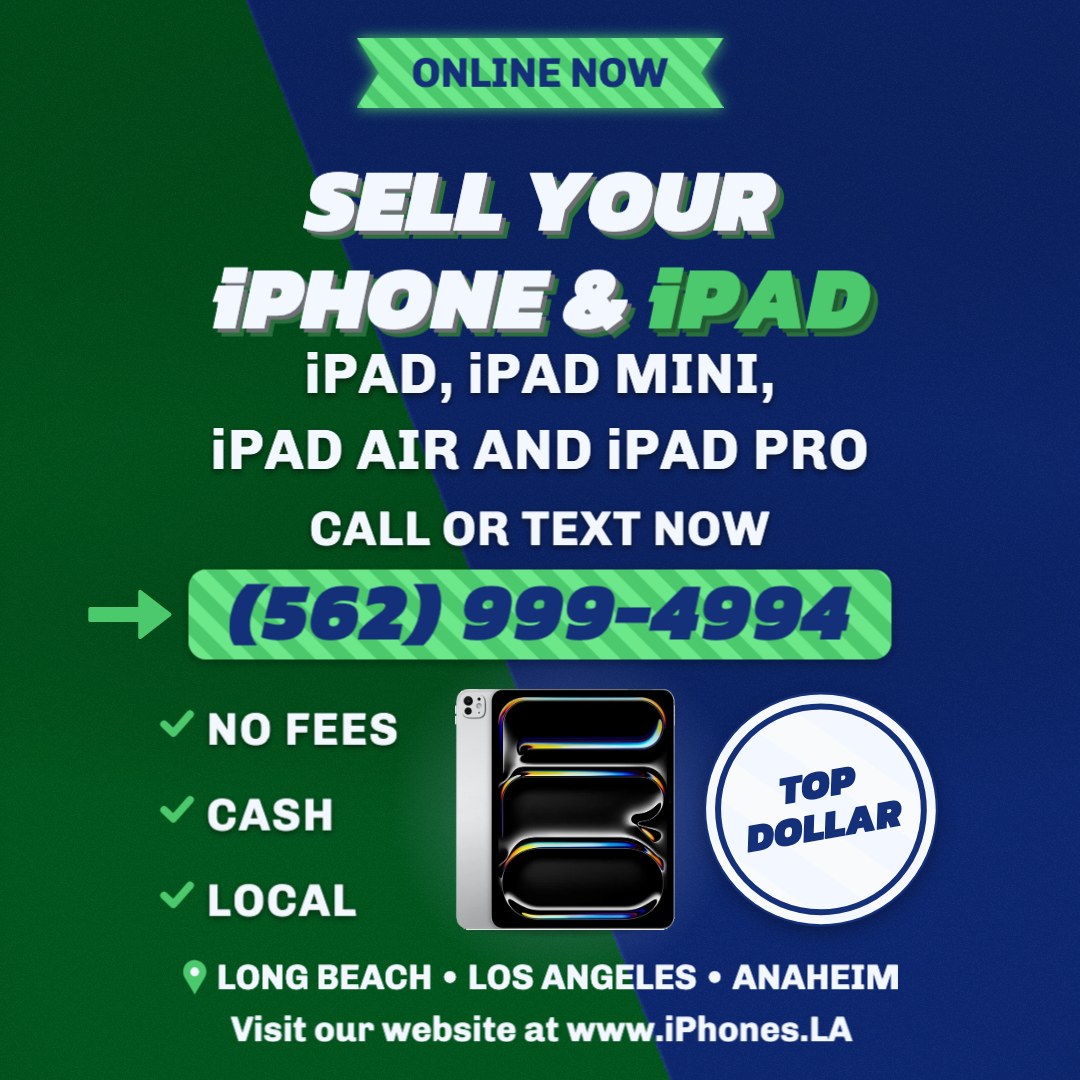 ONLINE NOW
SELL YOUR
iPHONE & iPAD
iPAD, iPAD MINI,
iPAD AIR AND iPAD PRO
CALL OR TEXT NOW
(562) 999-4994
NO FEES
CASH
LOCAL
TOP
DOLLAR
LONG BEACH • LOS ANGELES • ANAHEIM
Visit our website at www.iPhones.LA